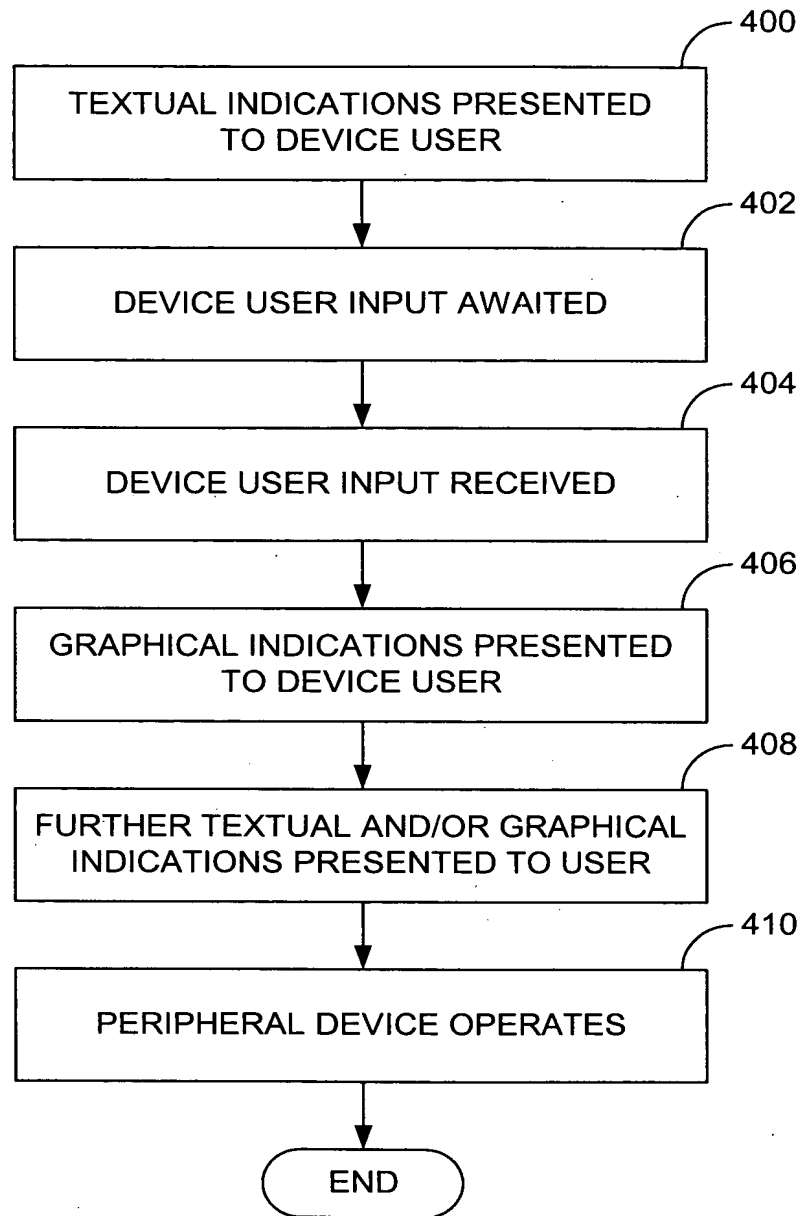 400
TEXTUAL INDICATIONS PRESENTED
TO DEVICE USER
402
DEVICE USER INPUT AWAITED
404
DEVICE USER INPUT RECEIVED
406
GRAPHICAL INDICATIONS PRESENTED
TO DEVICE USER
408
FURTHER TEXTUAL AND/OR GRAPHICAL
INDICATIONS PRESENTED TO USER
410
PERIPHERAL DEVICE OPERATES
END